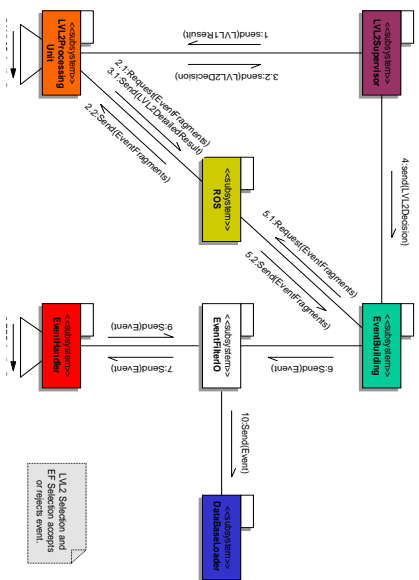 <<subsystem>>
LVL2Supervisor
4:send(LVL2Decision)
<<subsystem>>
EventBuilding
1:send(LVL1Result)
3.2:send(LVL2Decision)
5.1:Request(EventFragments)
5.2:Send(EventFragments)
6:Send(Event)
<<subsystem>>
ROS
<<subsystem>>
EventFilterIO
10:Send(Event)
<<subsystem>>
DataBaseLoader
2.1:Request(EventFragments)
3.1:Send(LVL2DetailedResult)
2.2:Send(EventFragments)
9:Send(Event)
7:Send(Event)
<<subsystem>>
LVL2Processing
Unit
<<subsystem>>
EventHandler
LVL2 Selection and
EF Selection accepts
or rejects event.